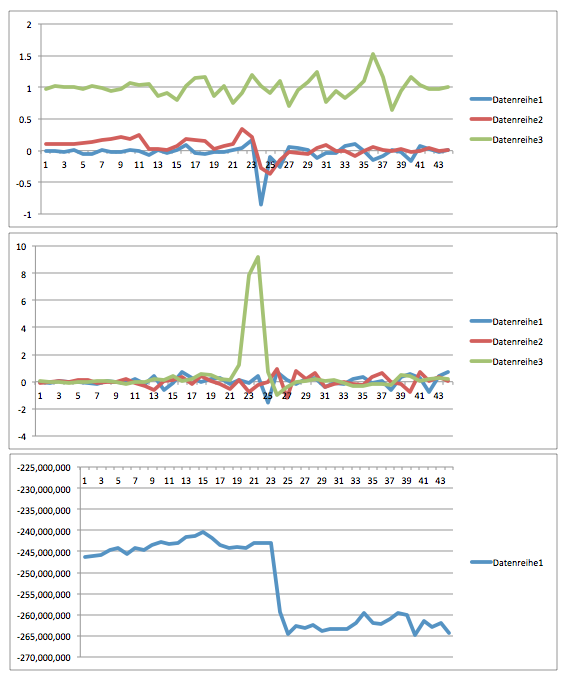 2
1.5
1
0.5
0
-0.5
-1
1 3 5 7 9 11 13 15 17 19 21 23 25 27 29 31 33 35 37 39 41 43
Datenreihe1
Datenreihe2
Datenreihe3
10
8
6
4
2
0
-2
-4
1 3 5 7 9 11 13 15 17 19 21 23 25 27 29 31 33 35 37 39 41 43
Datenreihe1
Datenreihe2
Datenreihe3
-225,000,000
-230,000,000
-235,000,000
-240,000,000
-245,000,000
-250,000,000
-255,000,000
-260,000,000
-265,000,000
-270,000,000
1 3 5 7 9 11 13 15 17 19 21 23 25 27 29 31 33 35 37 39 41 43
Datenreihe1